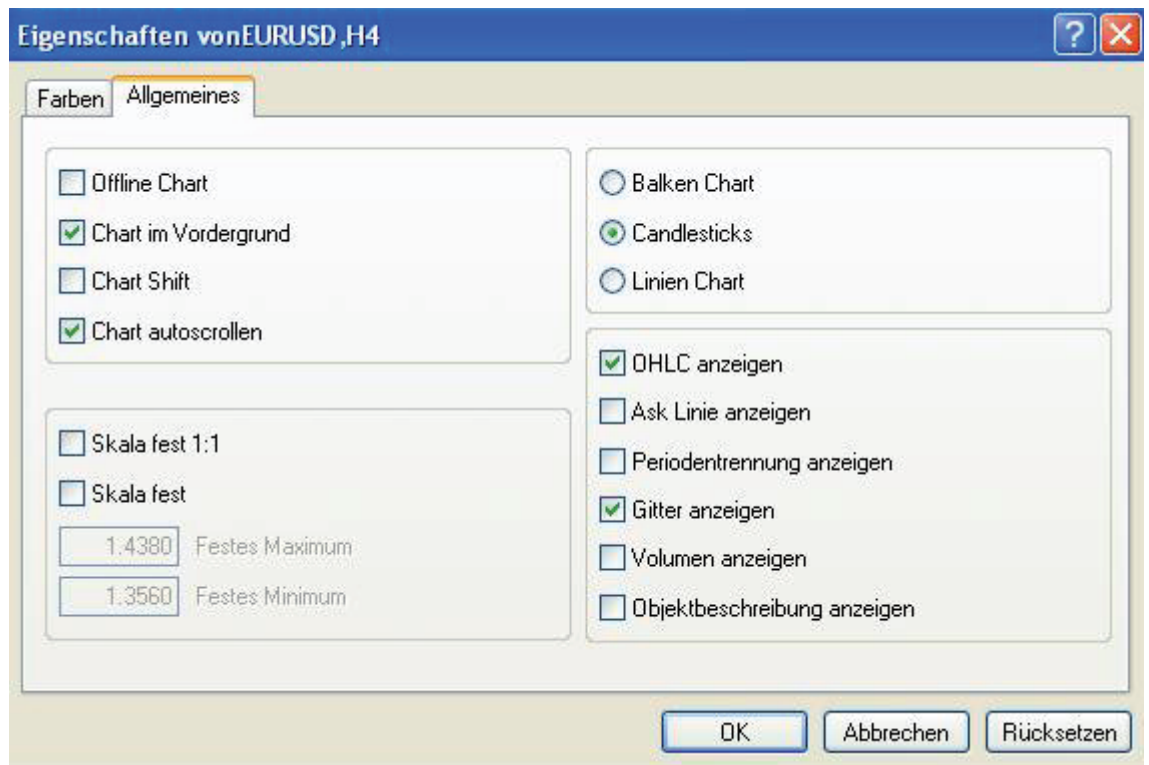 Eigenschaften vonEURUSD,H4
Farben
Allgemeines
Offline Chart
Chart im Vordergrund
Chart Shift
Chart autoscrollen
Skala fest 1:1
Skala fest
1.4380 Festes Maximum
1.3560 Festes Minimum
Balken Chart
Candlesticks
Linien Chart
OHLC anzeigen
Ask Linie anzeigen
Periodentrennung anzeigen
Gitter anzeigen
Volumen anzeigen
Objektbeschreibung anzeigen
OK
Abbrechen
Rücksetzen